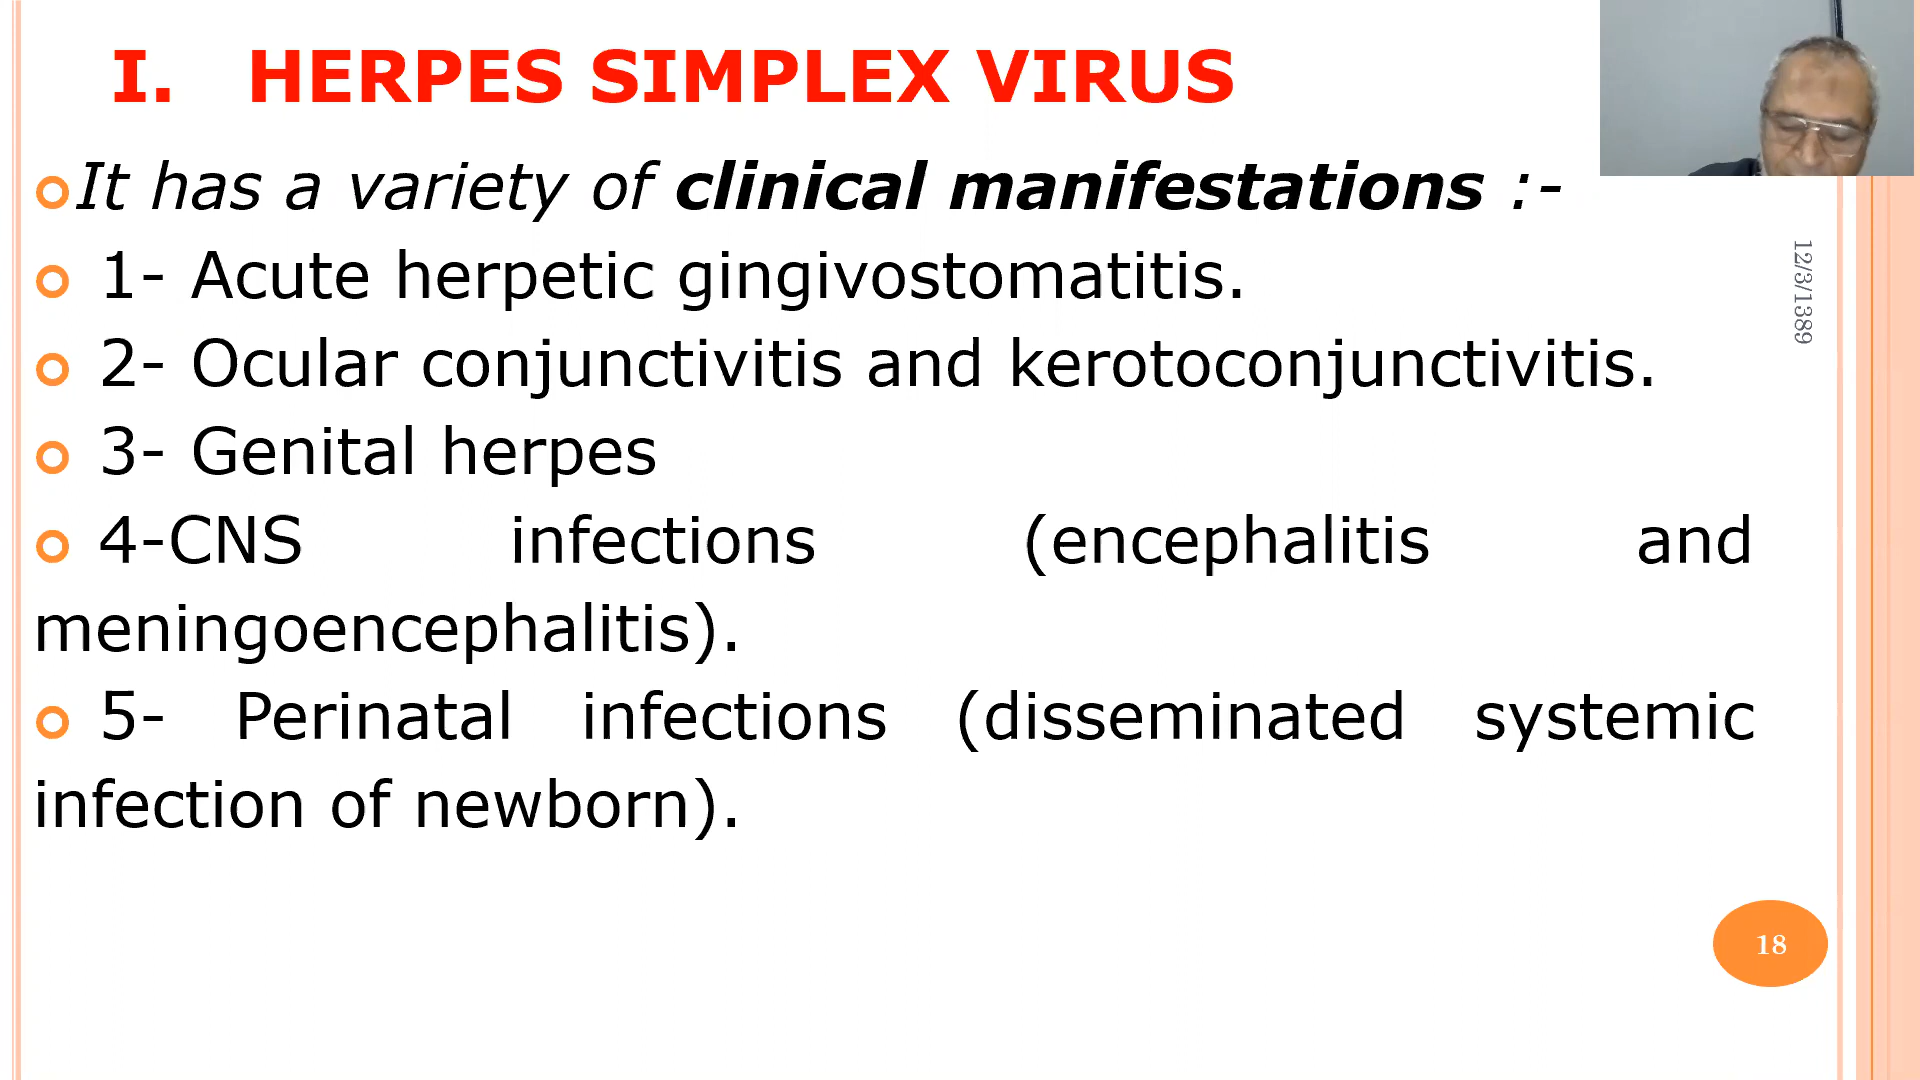 I. HERPES SIMPLEX VIRUS
It has a variety of clinical manifestations :-
1- Acute herpetic gingivostomatitis.
2- Ocular conjunctivitis and kerotoconjunctivitis.
3- Genital herpes
4-CNS infections (encephalitis and
meningoencephalitis).
5- Perinatal infections (disseminated systemic
infection of newborn).
12/3/1389
18